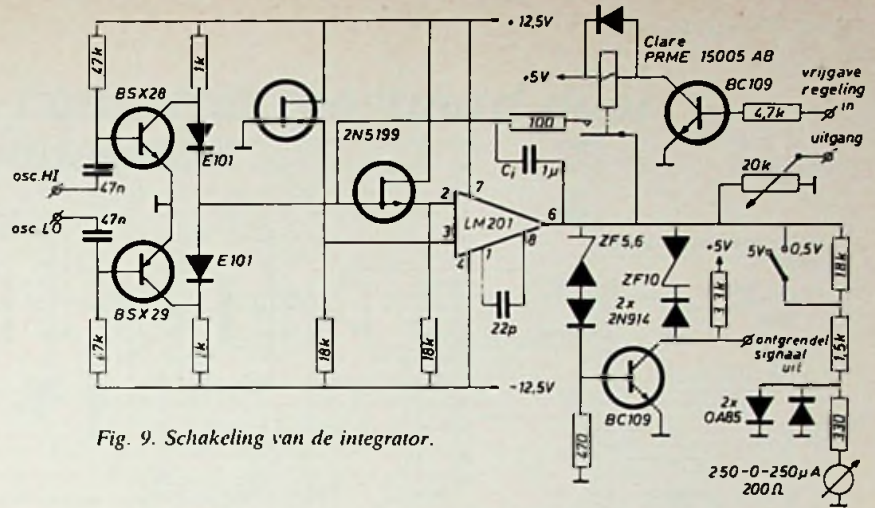 +12,5V
47k
1k
BSX28
E101
osc. HI
47n
osc LO
47n
E101
BSX29
47k
1k
2N5199
18k
18k
2
3
4
7
6
1
8
LM201
22p
Ci
1µ
100
-12,5V
+5V
Clare
PRME 15005 AB
BC109
4,7k
vrijgave
regeling
in
uitgang
20k
ZF5,6
ZF10
2x
2N914
+5V
3,3k
5V
0,5V
18k
ontgrendel
signaal
uit
1,5k
BC109
470
2x
OA85
330
250-0-250µA
200Ω
Fig. 9. Schakeling van de integrator.